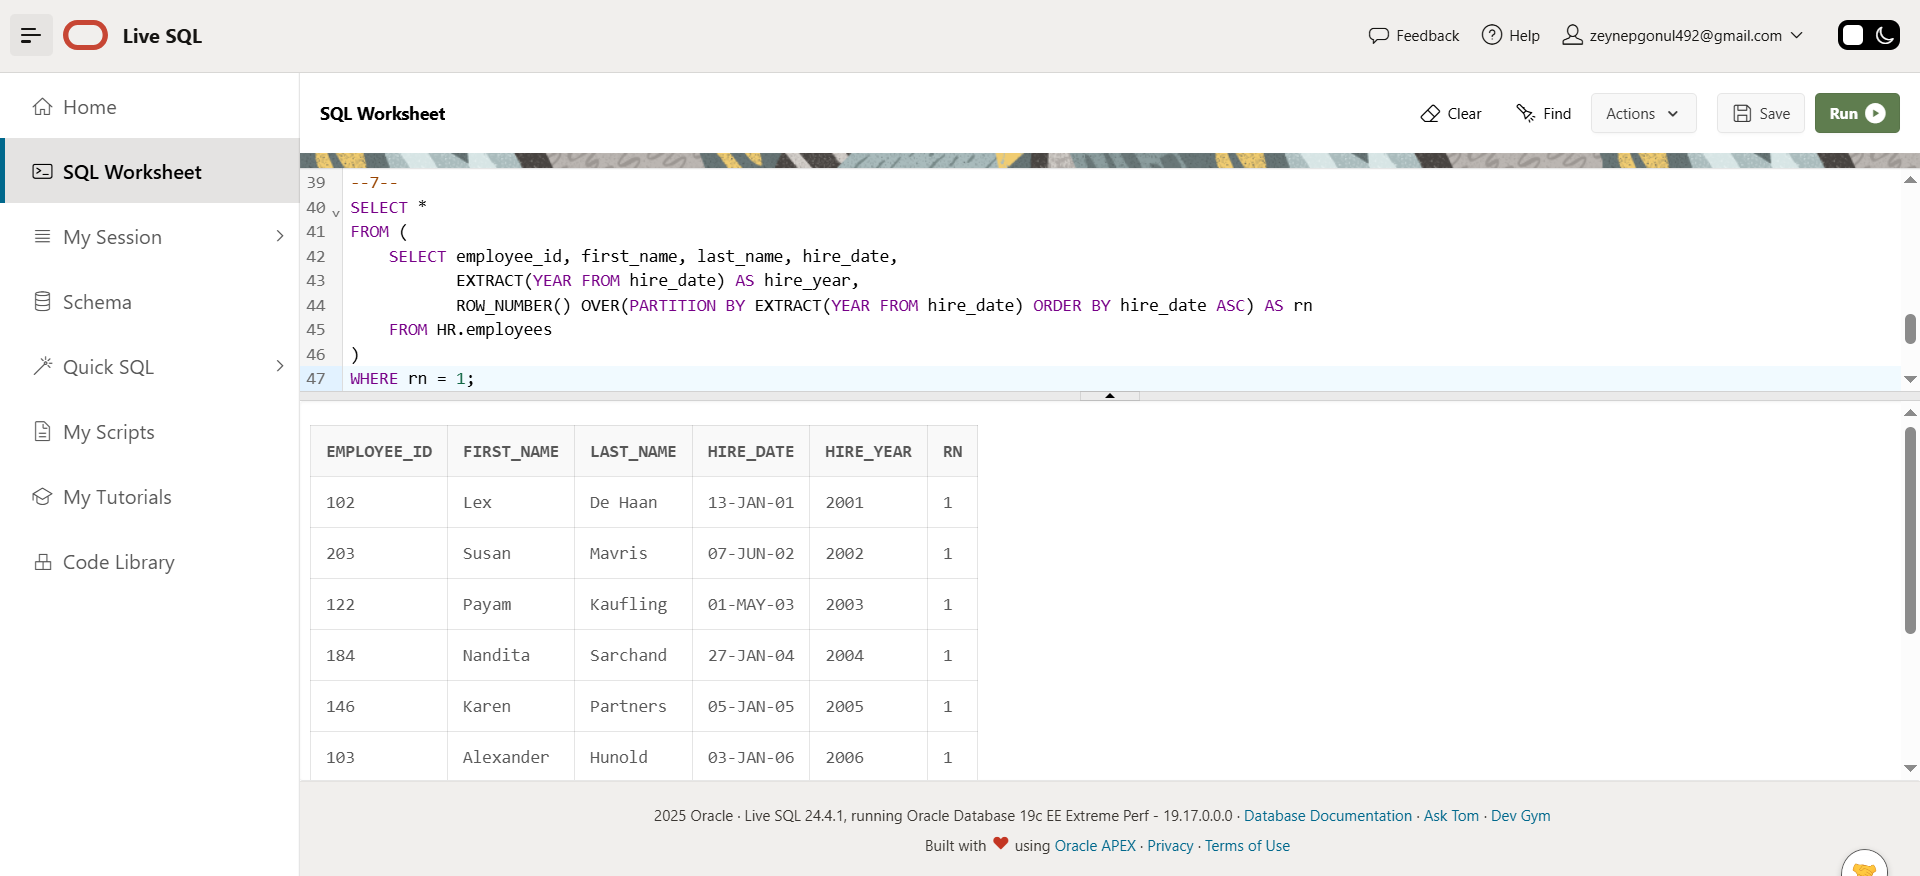 Live SQL
Feedback
Help
zeynepgonul492@gmail.com
Home
SQL Worksheet
My Session
Schema
Quick SQL
My Scripts
My Tutorials
Code Library
SQL Worksheet
Clear
Find
Actions
Save
Run
39 --7--
40 SELECT *
41 FROM (
42 SELECT employee_id, first_name, last_name, hire_date,
43 EXTRACT(YEAR FROM hire_date) AS hire_year,
44 ROW_NUMBER() OVER(PARTITION BY EXTRACT(YEAR FROM hire_date) ORDER BY hire_date ASC) AS rn
45 FROM HR.employees
46 )
47 WHERE rn = 1;
EMPLOYEE_ID FIRST_NAME LAST_NAME HIRE_DATE HIRE_YEAR RN
102 Lex De Haan 13-JAN-01 2001 1
203 Susan Mavris 07-JUN-02 2002 1
122 Payam Kaufling 01-MAY-03 2003 1
184 Nandita Sarchand 27-JAN-04 2004 1
146 Karen Partners 05-JAN-05 2005 1
103 Alexander Hunold 03-JAN-06 2006 1
2025 Oracle · Live SQL 24.4.1, running Oracle Database 19c EE Extreme Perf - 19.17.0.0.0 · Database Documentation · Ask Tom · Dev Gym
Built with ❤ using Oracle APEX · Privacy · Terms of Use